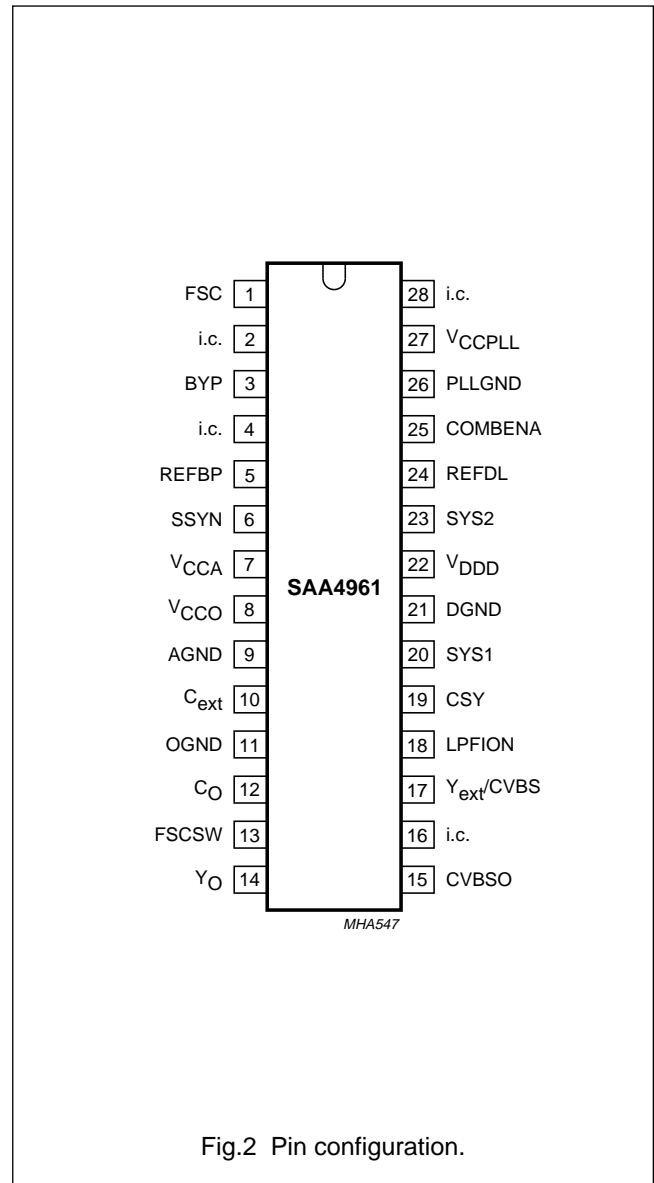 FSC 1 28 i.c.
i.c. 2 27 VCCPLL
BYP 3 26 PLLGND
i.c. 4 25 COMBENA
REFBP 5 24 REFDL
SSYN 6 23 SYS2
VCCA 7 22 VDDD
SAA4961
VCCO 8 21 DGND
AGND 9 20 SYS1
Cext 10 19 CSY
OGND 11 18 LPFION
CO 12 17 Yext/CVBS
FSCSW 13 16 i.c.
YO 14 15 CVBSO
MHA547
Fig.2 Pin configuration.